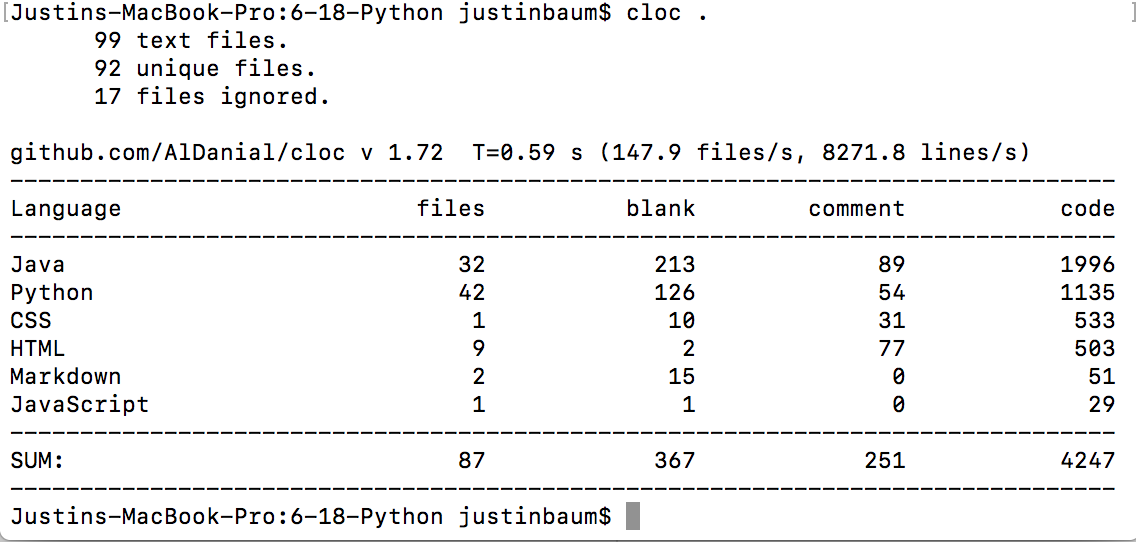 [Justins-MacBook-Pro:6-18-Python justinbaum$ cloc . ]
      99 text files.
      92 unique files.
      17 files ignored.

github.com/AlDanial/cloc v 1.72  T=0.59 s (147.9 files/s, 8271.8 lines/s)
-------------------------------------------------------------------------------
Language                     files          blank        comment           code
-------------------------------------------------------------------------------
Java                            32            213             89           1996
Python                          42            126             54           1135
CSS                              1             10             31            533
HTML                             9              2             77            503
Markdown                         2             15              0             51
JavaScript                       1              1              0             29
-------------------------------------------------------------------------------
SUM:                            87            367            251           4247
-------------------------------------------------------------------------------
Justins-MacBook-Pro:6-18-Python justinbaum$